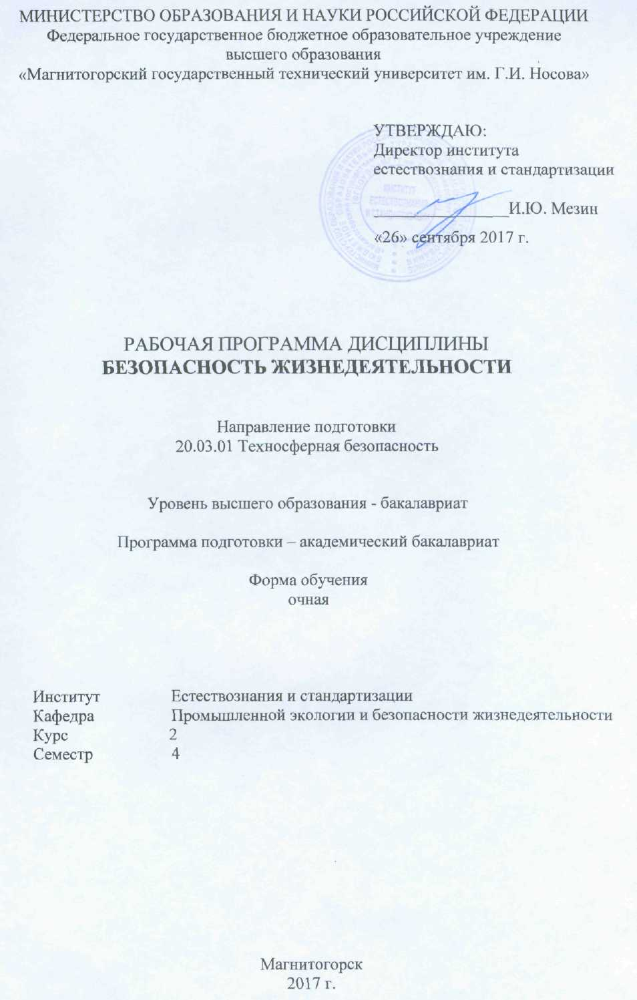 МИНИСТЕРСТВО ОБРАЗОВАНИЯ И НАУКИ РОССИЙСКОЙ ФЕДЕРАЦИИ
Федеральное государственное бюджетное образовательное учреждение
высшего образования
«Магнитогорский государственный технический университет им. Г.И. Носова»
УТВЕРЖДАЮ:
Директор института
естествознания и стандартизации
ИНСТИТУТ
ЕСТЕСТВОЗНАНИЯ
И СТАНДАРТИЗАЦИИ
И.Ю. Мезин
«26» сентября 2017 г.
РАБОЧАЯ ПРОГРАММА ДИСЦИПЛИНЫ
БЕЗОПАСНОСТЬ ЖИЗНЕДЕЯТЕЛЬНОСТИ
Направление подготовки
20.03.01 Техносферная безопасность
Уровень высшего образования - бакалавриат
Программа подготовки – академический бакалавриат
Форма обучения
очная
Институт Естествознания и стандартизации
Кафедра Промышленной экологии и безопасности жизнедеятельности
Курс 2
Семестр 4
Магнитогорск
2017 г.